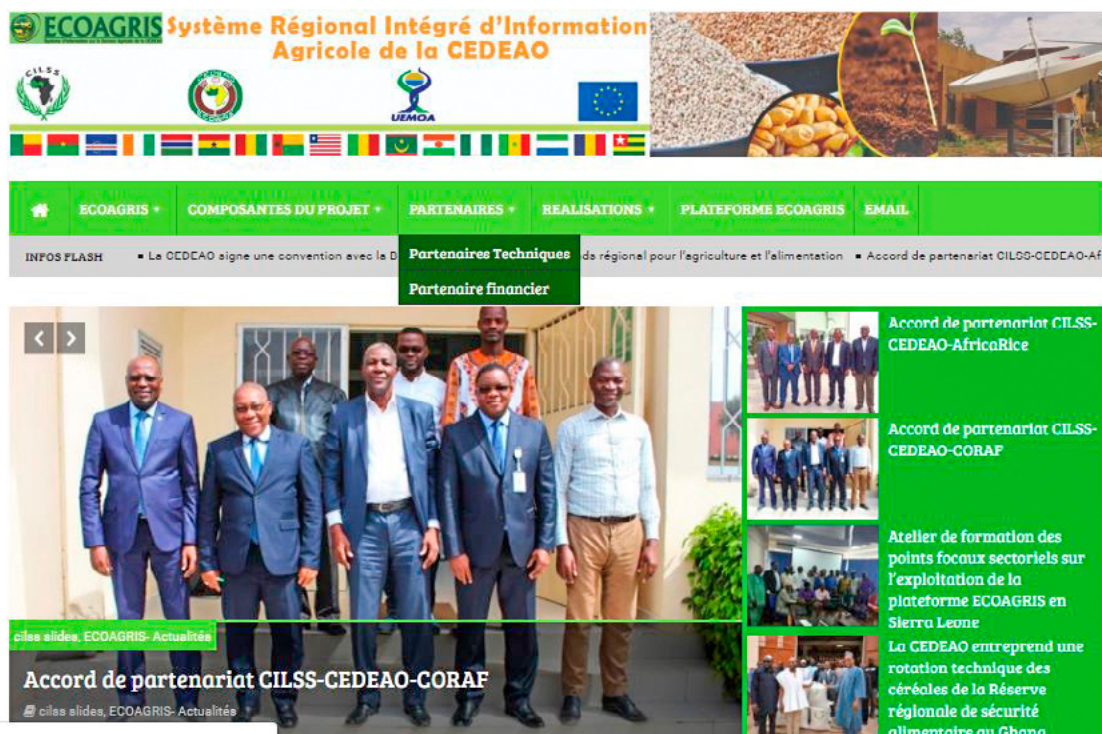 ECOAGRIS
Système Régional Intégré d'Information
Agricole de la CEDEAO
CILSS
UEMOA
ECOAGRIS
COMPOSANTES DU PROJET
PARTENAIRES
REALISATIONS
PLATEFORME ECOAGRIS
EMAIL
Partenaires Techniques
Partenaire financier
INFOS FLASH
La CEDEAO signe une convention avec la
régional pour l'agriculture et l'alimentation
Accord de partenariat CILSS-CEDEAO-Af
cilss slides, ECOAGRIS- Actualités
Accord de partenariat CILSS-CEDEAO-CORAF
cilss slides, ECOAGRIS- Actualités
Accord de partenariat CILSS-
CEDEAO-AfricaRice
Accord de partenariat CILSS-
CEDEAO-CORAF
Atelier de formation des
points focaux sectoriels sur
l'exploitation de la
plateforme ECOAGRIS en
Sierra Leone
La CEDEAO entreprend une
rotation technique des
céréales de la Réserve
régionale de sécurité
alimentaire au Ghana